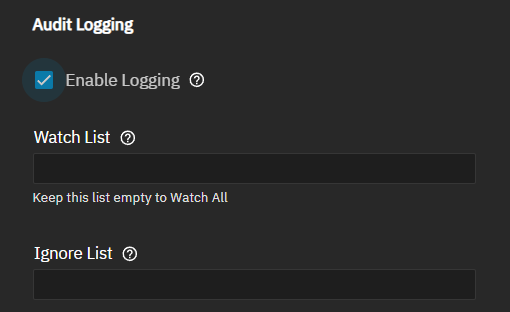 Audit Logging
Enable Logging
Watch List
Keep this list empty to Watch All
Ignore List